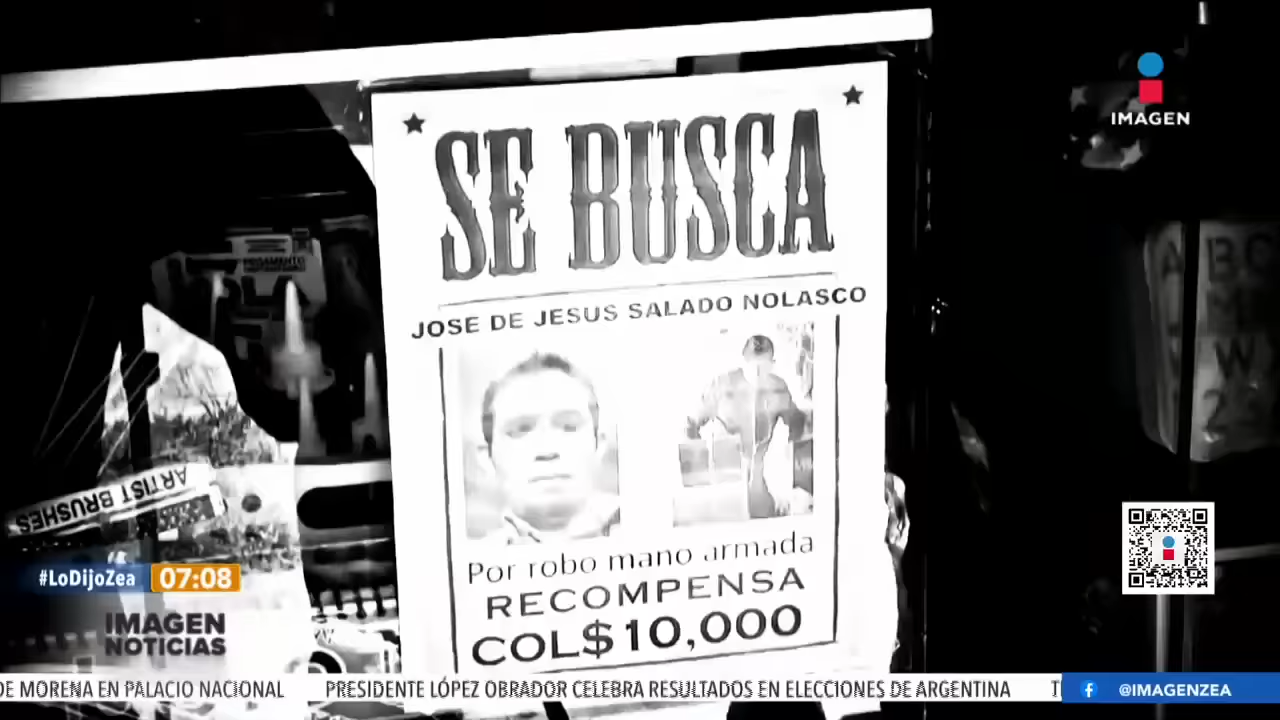 IMAGEN
SE BUSCA
JOSE DE JESUS SALADO NOLASCO
Por robo mano armada
RECOMPENSA
COL$10,000
ARTIST BRUSHES
#LoDijoZea 07:08
IMAGEN
NOTICIAS
DE MORENA EN PALACIO NACIONAL PRESIDENTE LÓPEZ OBRADOR CELEBRA RESULTADOS EN ELECCIONES DE ARGENTINA
@IMAGENZEA